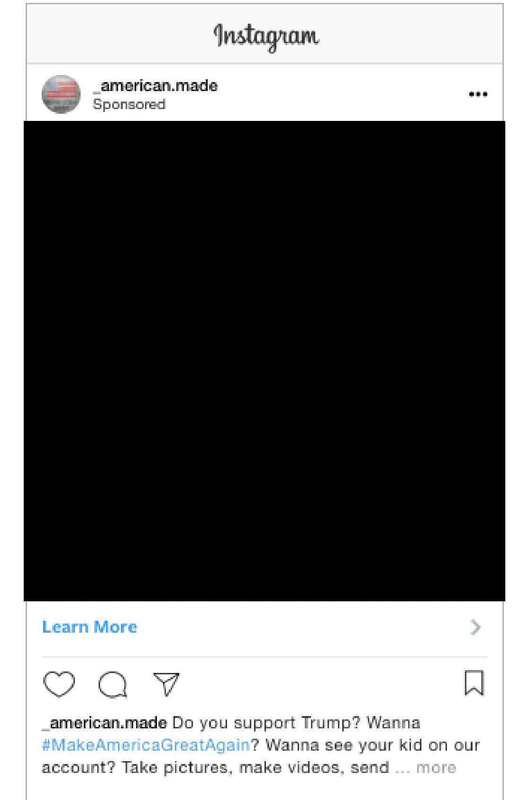 Instagram
_american.made
Sponsored
Learn More
_american.made Do you support Trump? Wanna
#MakeAmericaGreatAgain? Wanna see your kid on our
account? Take pictures, make videos, send ... more